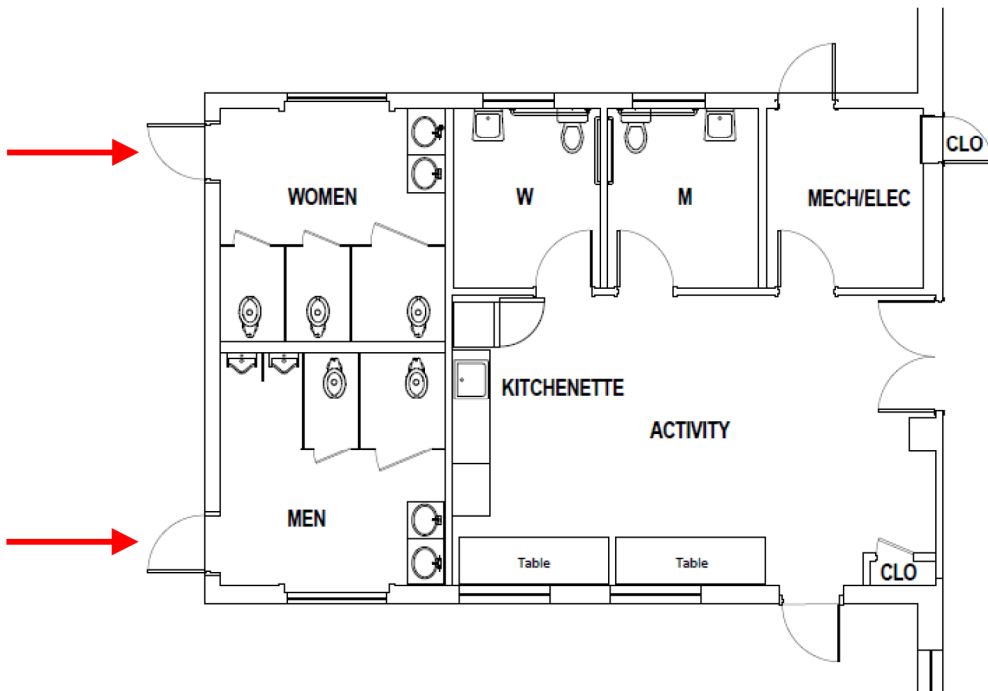 CLO
WOMEN
W
M
MECH/ELEC
KITCHENETTE
ACTIVITY
MEN
Table
Table
CLO